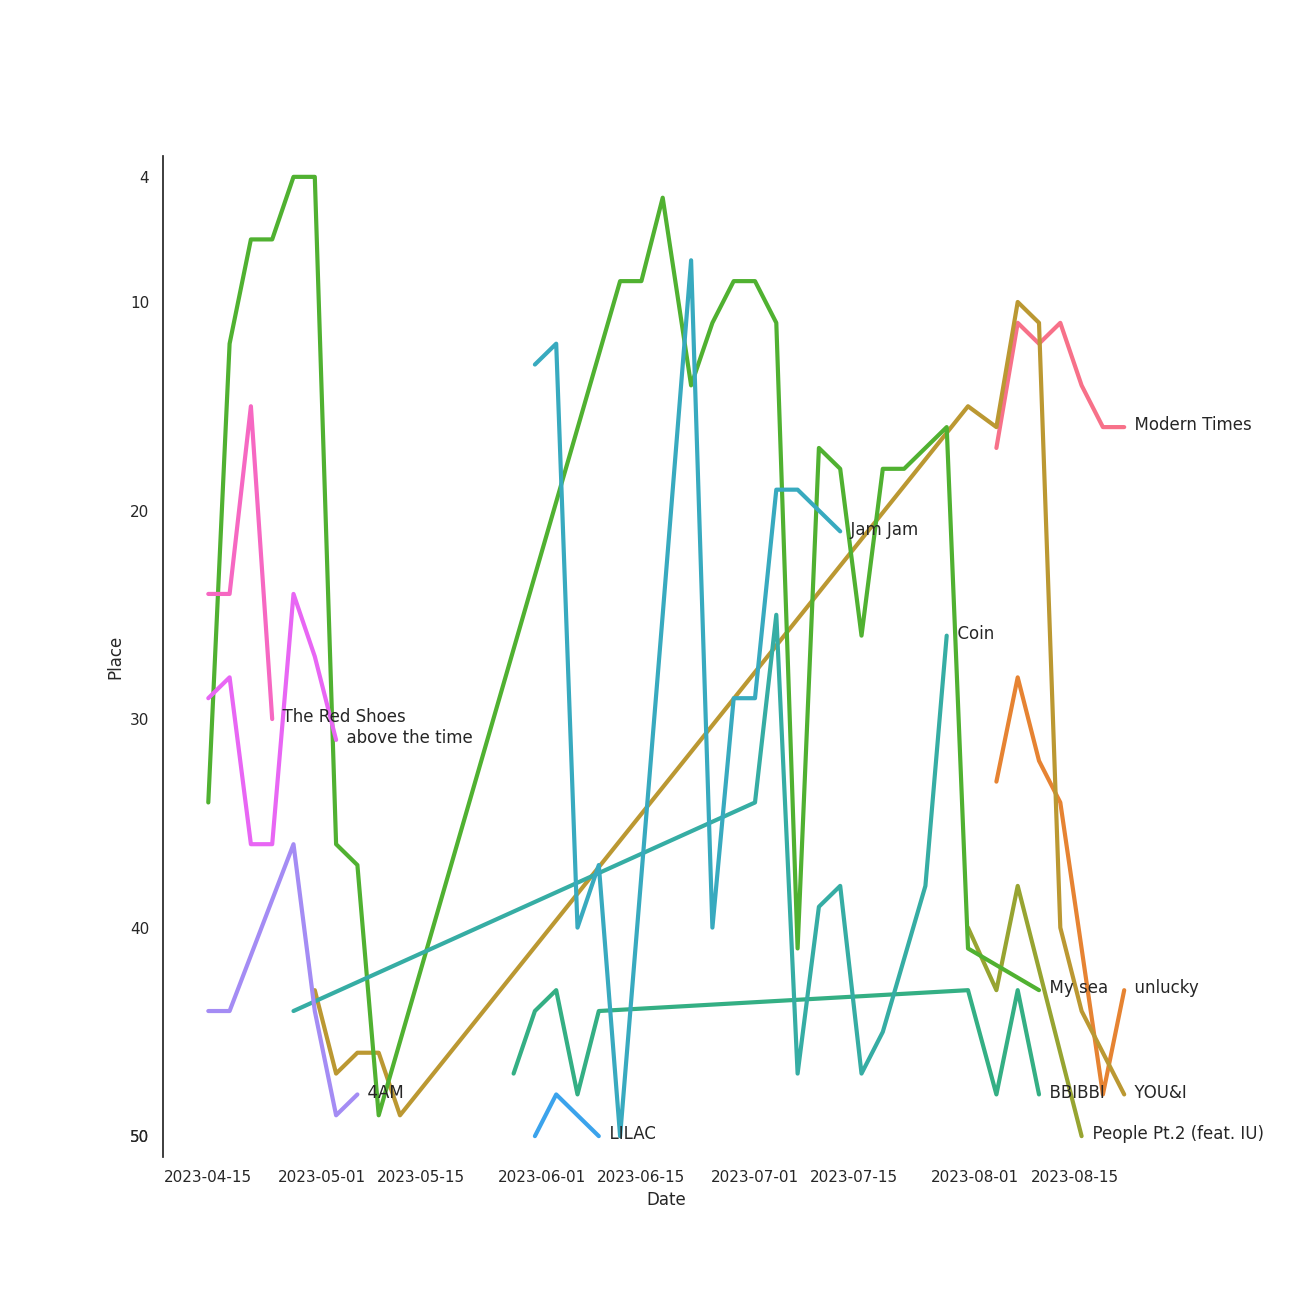 4
10
Modern Times
20
Jam Jam
Coin
30
The Red Shoes
above the time
Place
40
My sea
unlucky
4AM
BBIBBI
YOU&I
50
LILAC
People Pt.2 (feat. IU)
2023-04-15 2023-05-01 2023-05-15 2023-06-01 2023-06-15 2023-07-01 2023-07-15 2023-08-01 2023-08-15
Date